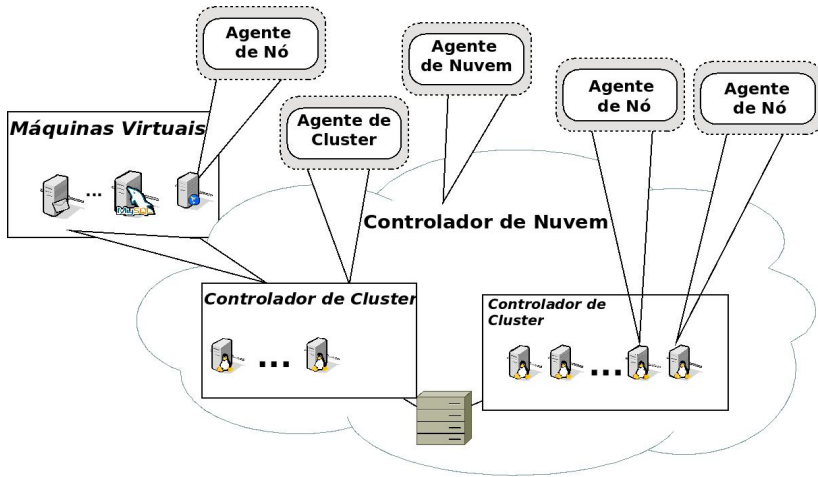 Agente
de Nó
Agente
de Nuvem
Agente
de Nó
Agente
de Nó
Agente de
Cluster
Máquinas Virtuais
...
MySQL
Controlador de Nuvem
Controlador de Cluster
...
Controlador de
Cluster
...